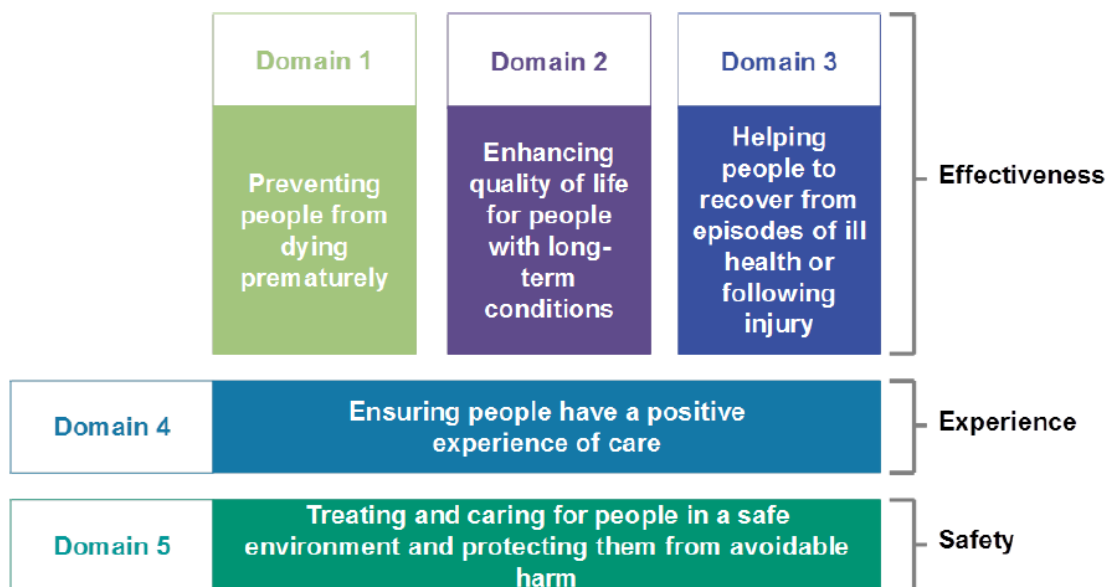 Domain 1
Preventing
people from
dying
prematurely
Domain 2
Enhancing
quality of life
for people
with long-
term
conditions
Domain 3
Helping
people to
recover from
episodes of ill
health or
following
injury
Effectiveness
Domain 4
Ensuring people have a positive
experience of care
Experience
Domain 5
Treating and caring for people in a safe
environment and protecting them from avoidable
harm
Safety